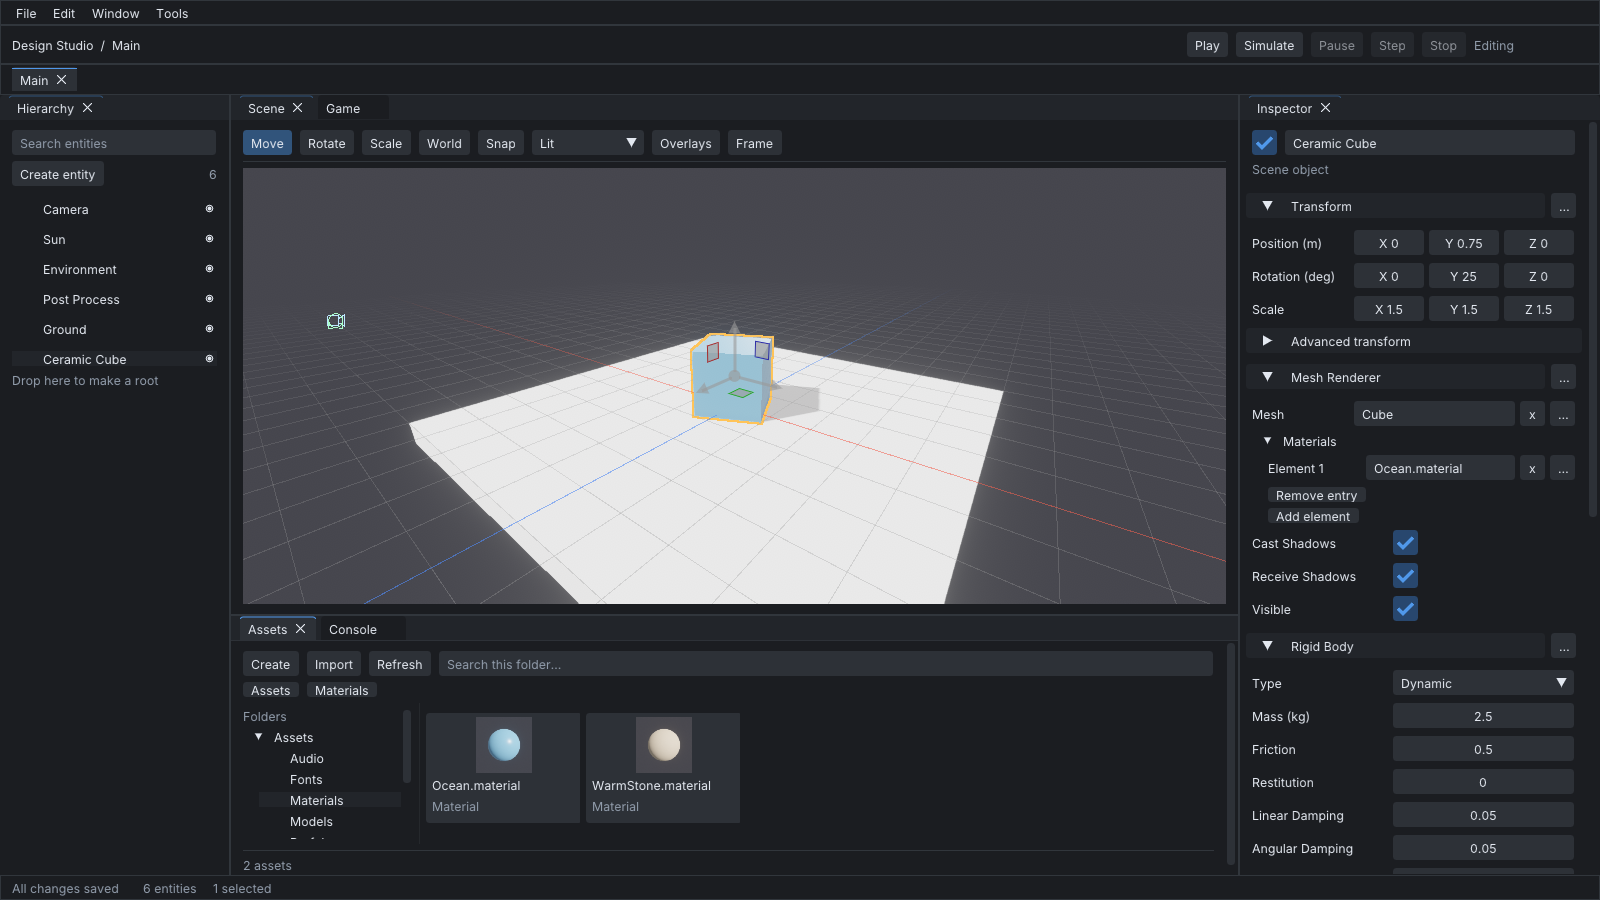 File Edit Window Tools
Design Studio / Main
Play Simulate Pause Step Stop Editing
Main
Hierarchy
Search entities
Create entity 6
Camera
Sun
Environment
Post Process
Ground
Ceramic Cube
Drop here to make a root
Scene Game
Move Rotate Scale World Snap Lit Overlays Frame
Assets Console
Create Import Refresh Search this folder...
Assets Materials
Folders
Assets
Audio
Fonts
Materials
Models
Ocean.material
Material
WarmStone.material
Material
2 assets
Inspector
Ceramic Cube
Scene object
Transform ...
Position (m) X 0 Y 0.75 Z 0
Rotation (deg) X 0 Y 25 Z 0
Scale X 1.5 Y 1.5 Z 1.5
Advanced transform
Mesh Renderer ...
Mesh Cube x ...
Materials
Element 1 Ocean.material x ...
Remove entry
Add element
Cast Shadows
Receive Shadows
Visible
Rigid Body ...
Type Dynamic
Mass (kg) 2.5
Friction 0.5
Restitution 0
Linear Damping 0.05
Angular Damping 0.05
All changes saved 6 entities 1 selected